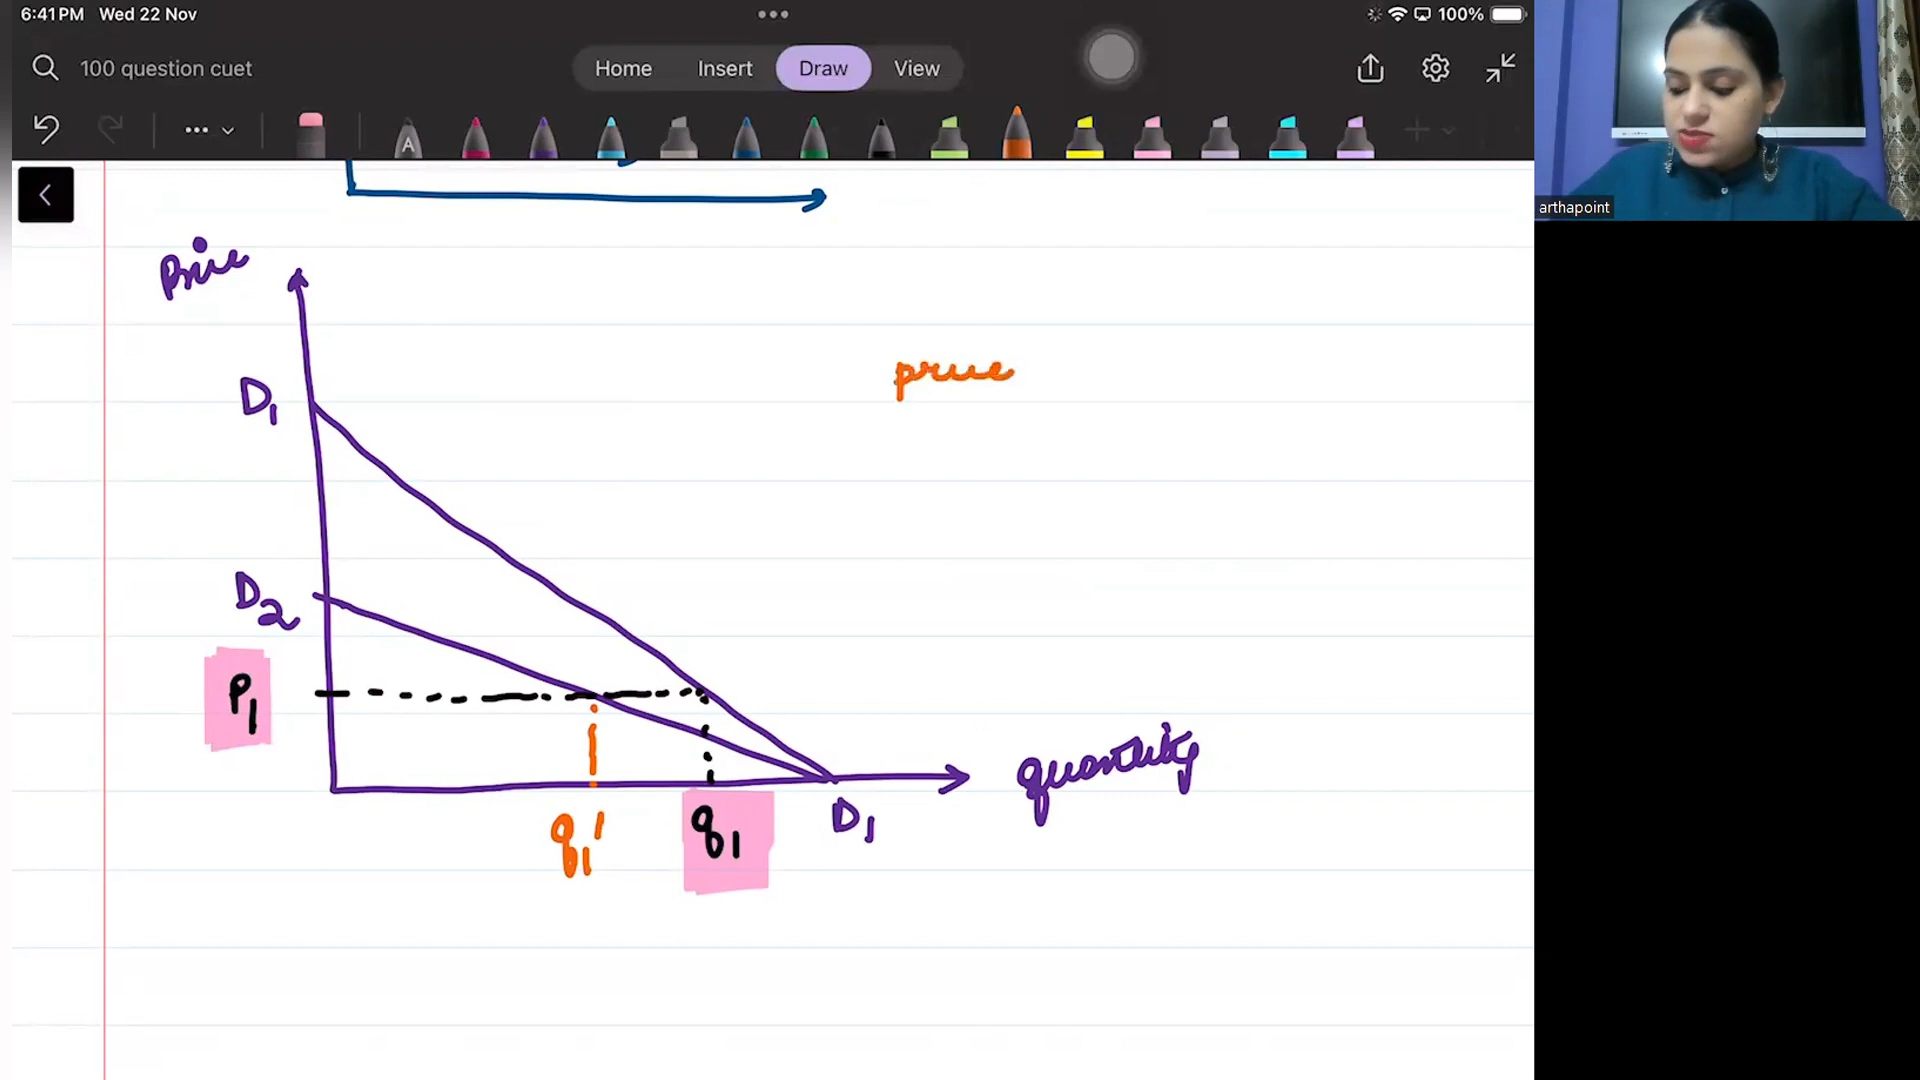 6:41 PM Wed 22 Nov
100%
100 question cuet
Home Insert Draw View
A
arthapoint
Price
price
D1
D2
P1
quantity
q1' q1 D1